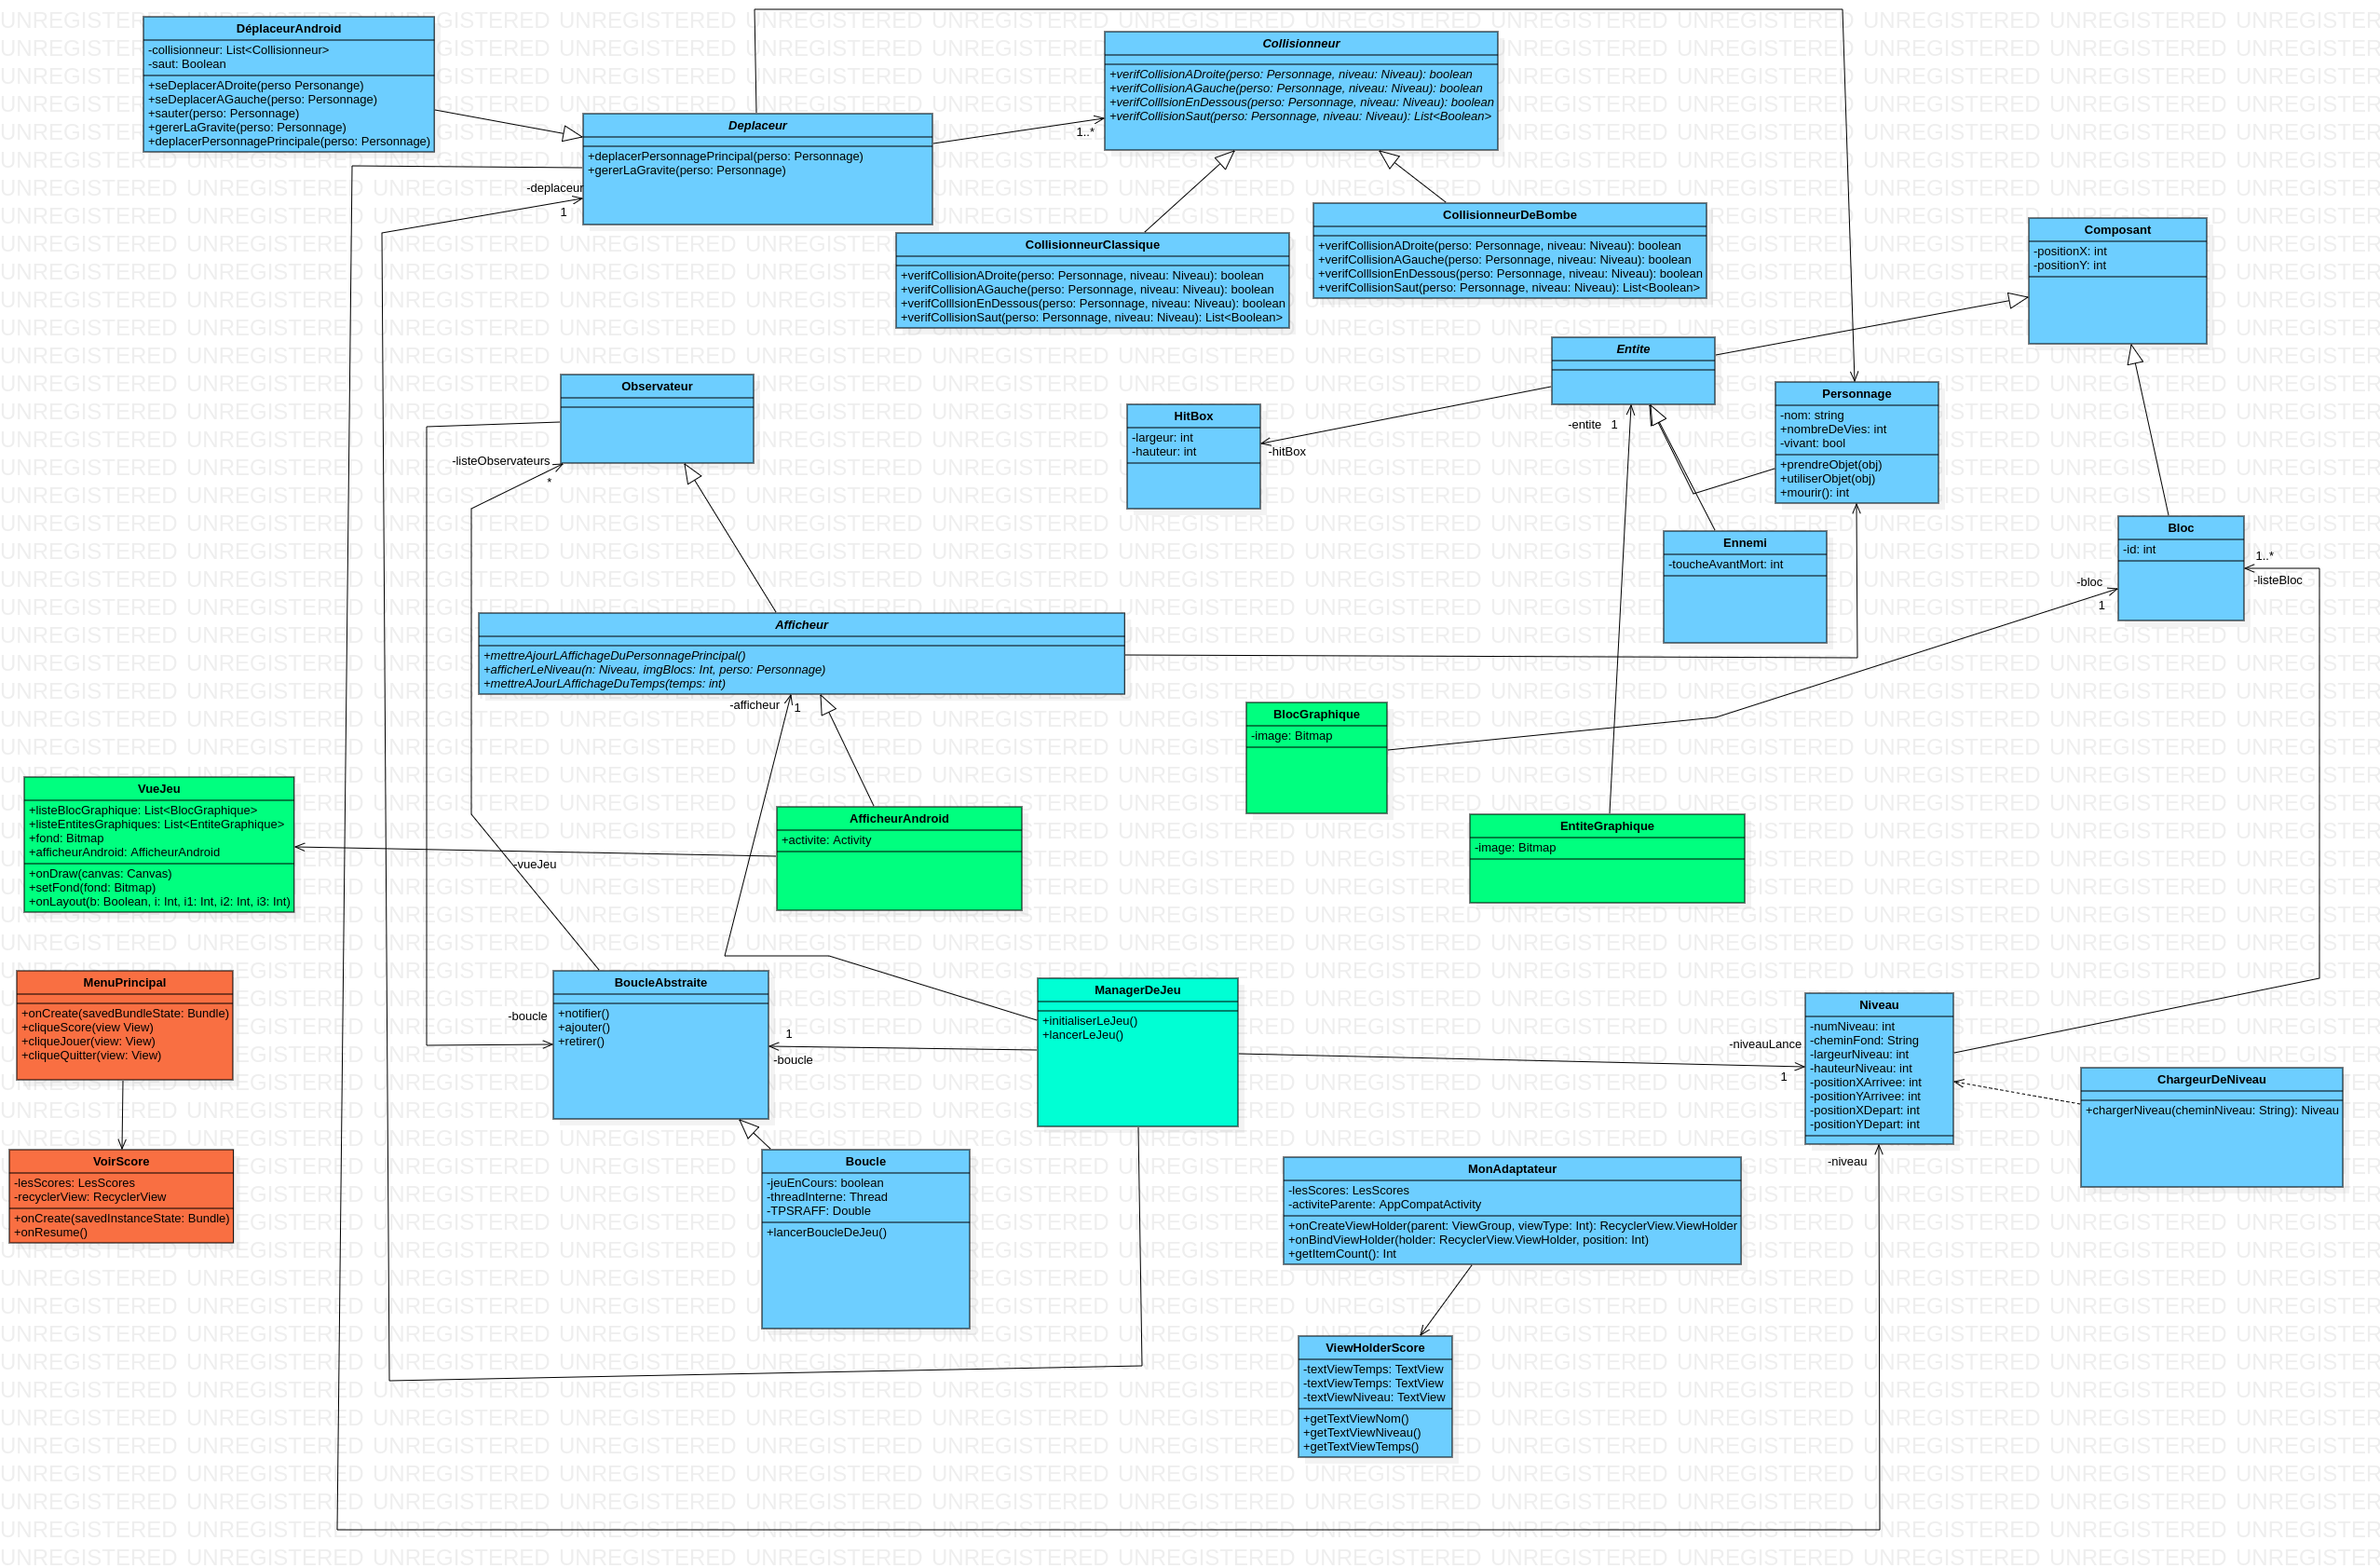 DéplaceurAndroid
-collisionneur: List<Collisionneur>
-saut: Boolean
+seDeplacerADroite(perso Personange)
+seDeplacerAGauche(perso: Personnage)
+sauter(perso: Personnage)
+gererLaGravite(perso: Personnage)
+deplacerPersonnagePrincipale(perso: Personnage)
Deplaceur
+deplacerPersonnagePrincipal(perso: Personnage)
+gererLaGravite(perso: Personnage)
-deplaceur
1
1..*
Collisionneur
+verifCollisionADroite(perso: Personnage, niveau: Niveau): boolean
+verifCollisionAGauche(perso: Personnage, niveau: Niveau): boolean
+verifColllsionEnDessous(perso: Personnage, niveau: Niveau): boolean
+verifCollisionSaut(perso: Personnage, niveau: Niveau): List<Boolean>
CollisionneurClassique
+verifCollisionADroite(perso: Personnage, niveau: Niveau): boolean
+verifCollisionAGauche(perso: Personnage, niveau: Niveau): boolean
+verifColllsionEnDessous(perso: Personnage, niveau: Niveau): boolean
+verifCollisionSaut(perso: Personnage, niveau: Niveau): List<Boolean>
CollisionneurDeBombe
+verifCollisionADroite(perso: Personnage, niveau: Niveau): boolean
+verifCollisionAGauche(perso: Personnage, niveau: Niveau): boolean
+verifColllsionEnDessous(perso: Personnage, niveau: Niveau): boolean
+verifCollisionSaut(perso: Personnage, niveau: Niveau): List<Boolean>
Composant
-positionX: int
-positionY: int
Entite
-entite 1
Observateur
-listeObservateurs
*
HitBox
-largeur: int
-hauteur: int
-hitBox
Personnage
-nom: string
+nombreDeVies: int
-vivant: bool
+prendreObjet(obj)
+utiliserObjet(obj)
+mourir(): int
Ennemi
-toucheAvantMort: int
Bloc
-id: int
1..*
-listeBloc
-bloc
1
Afficheur
+mettreAjourLAffichageDuPersonnagePrincipal()
+afficherLeNiveau(n: Niveau, imgBlocs: Int, perso: Personnage)
+mettreAJourLAffichageDuTemps(temps: int)
-afficheur
1
BlocGraphique
-image: Bitmap
EntiteGraphique
-image: Bitmap
VueJeu
+listeBlocGraphique: List<BlocGraphique>
+listeEntitesGraphiques: List<EntiteGraphique>
+fond: Bitmap
+afficheurAndroid: AfficheurAndroid
+onDraw(canvas: Canvas)
+setFond(fond: Bitmap)
+onLayout(b: Boolean, i: Int, i1: Int, i2: Int, i3: Int)
-vueJeu
AfficheurAndroid
+activite: Activity
MenuPrincipal
+onCreate(savedBundleState: Bundle)
+cliqueScore(view View)
+cliqueJouer(view: View)
+cliqueQuitter(view: View)
VoirScore
-lesScores: LesScores
-recyclerView: RecyclerView
+onCreate(savedInstanceState: Bundle)
+onResume()
-boucle
BoucleAbstraite
+notifier()
+ajouter()
+retirer()
1
-boucle
Boucle
-jeuEnCours: boolean
-threadInterne: Thread
-TPSRAFF: Double
+lancerBoucleDeJeu()
ManagerDeJeu
+initialiserLeJeu()
+lancerLeJeu()
-niveauLance
1
Niveau
-numNiveau: int
-cheminFond: String
-largeurNiveau: int
-hauteurNiveau: int
-positionXArrivee: int
-positionYArrivee: int
-positionXDepart: int
-positionYDepart: int
-niveau
ChargeurDeNiveau
+chargerNiveau(cheminNiveau: String): Niveau
MonAdaptateur
-lesScores: LesScores
-activiteParente: AppCompatActivity
+onCreateViewHolder(parent: ViewGroup, viewType: Int): RecyclerView.ViewHolder
+onBindViewHolder(holder: RecyclerView.ViewHolder, position: Int)
+getItemCount(): Int
ViewHolderScore
-textViewTemps: TextView
-textViewTemps: TextView
-textViewNiveau: TextView
+getTextViewNom()
+getTextViewNiveau()
+getTextViewTemps()
UNREGISTERED